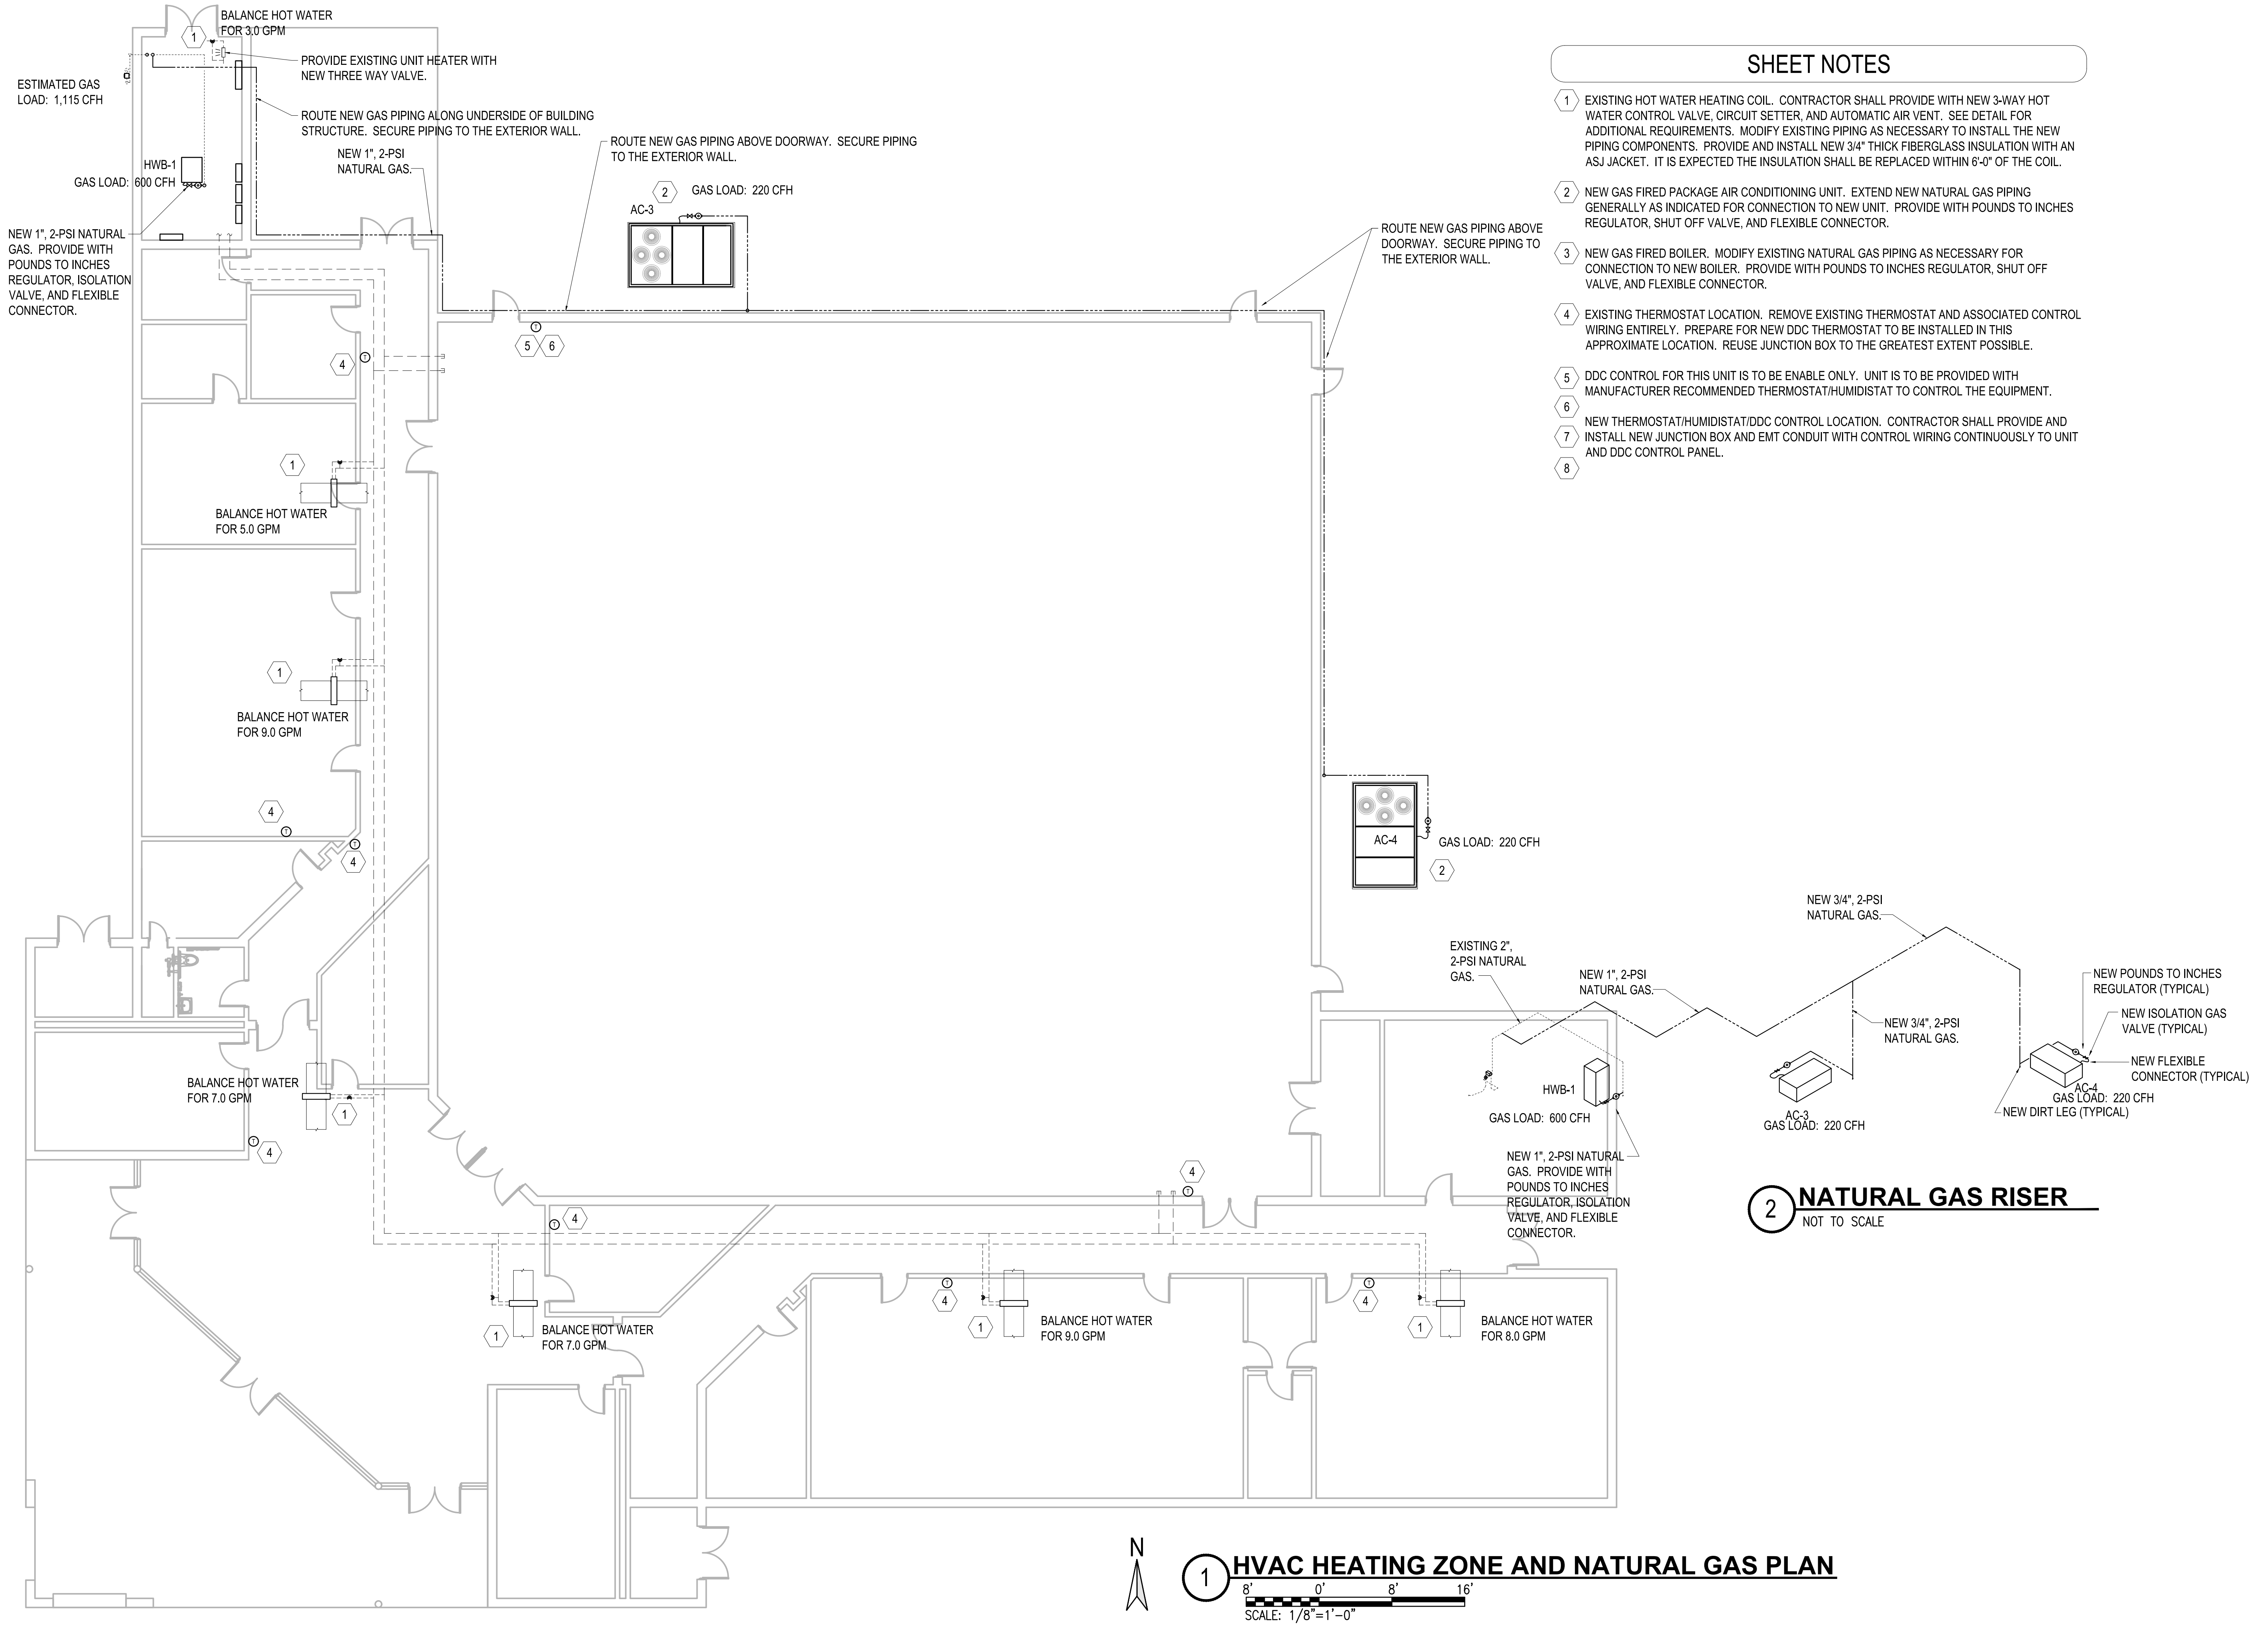 BALANCE HOT WATER
FOR 3.0 GPM
1
PROVIDE EXISTING UNIT HEATER WITH
NEW THREE WAY VALVE.
ESTIMATED GAS
LOAD: 1,115 CFH
ROUTE NEW GAS PIPING ALONG UNDERSIDE OF BUILDING
STRUCTURE. SECURE PIPING TO THE EXTERIOR WALL.
NEW 1", 2-PSI
NATURAL GAS.
HWB-1
GAS LOAD: 600 CFH
NEW 1", 2-PSI NATURAL
GAS. PROVIDE WITH
POUNDS TO INCHES
REGULATOR, ISOLATION
VALVE, AND FLEXIBLE
CONNECTOR.
ROUTE NEW GAS PIPING ABOVE DOORWAY. SECURE PIPING
TO THE EXTERIOR WALL.
2
GAS LOAD: 220 CFH
AC-3
ROUTE NEW GAS PIPING ABOVE
DOORWAY. SECURE PIPING TO
THE EXTERIOR WALL.
T
5
6
T
4
1
BALANCE HOT WATER
FOR 5.0 GPM
1
BALANCE HOT WATER
FOR 9.0 GPM
4
T
T
4
AC-4
GAS LOAD: 220 CFH
2
BALANCE HOT WATER
FOR 7.0 GPM
1
T
4
4
T
T
4
1
BALANCE HOT WATER
FOR 7.0 GPM
T
4
1
BALANCE HOT WATER
FOR 9.0 GPM
T
4
1
BALANCE HOT WATER
FOR 8.0 GPM
SHEET NOTES
1
EXISTING HOT WATER HEATING COIL. CONTRACTOR SHALL PROVIDE WITH NEW 3-WAY HOT
WATER CONTROL VALVE, CIRCUIT SETTER, AND AUTOMATIC AIR VENT. SEE DETAIL FOR
ADDITIONAL REQUIREMENTS. MODIFY EXISTING PIPING AS NECESSARY TO INSTALL THE NEW
PIPING COMPONENTS. PROVIDE AND INSTALL NEW 3/4" THICK FIBERGLASS INSULATION WITH AN
ASJ JACKET. IT IS EXPECTED THE INSULATION SHALL BE REPLACED WITHIN 6'-0" OF THE COIL.
2
NEW GAS FIRED PACKAGE AIR CONDITIONING UNIT. EXTEND NEW NATURAL GAS PIPING
GENERALLY AS INDICATED FOR CONNECTION TO NEW UNIT. PROVIDE WITH POUNDS TO INCHES
REGULATOR, SHUT OFF VALVE, AND FLEXIBLE CONNECTOR.
3
NEW GAS FIRED BOILER. MODIFY EXISTING NATURAL GAS PIPING AS NECESSARY FOR
CONNECTION TO NEW BOILER. PROVIDE WITH POUNDS TO INCHES REGULATOR, SHUT OFF
VALVE, AND FLEXIBLE CONNECTOR.
4
EXISTING THERMOSTAT LOCATION. REMOVE EXISTING THERMOSTAT AND ASSOCIATED CONTROL
WIRING ENTIRELY. PREPARE FOR NEW DDC THERMOSTAT TO BE INSTALLED IN THIS
APPROXIMATE LOCATION. REUSE JUNCTION BOX TO THE GREATEST EXTENT POSSIBLE.
5
DDC CONTROL FOR THIS UNIT IS TO BE ENABLE ONLY. UNIT IS TO BE PROVIDED WITH
MANUFACTURER RECOMMENDED THERMOSTAT/HUMIDISTAT TO CONTROL THE EQUIPMENT.
6
NEW THERMOSTAT/HUMIDISTAT/DDC CONTROL LOCATION. CONTRACTOR SHALL PROVIDE AND
7
INSTALL NEW JUNCTION BOX AND EMT CONDUIT WITH CONTROL WIRING CONTINUOUSLY TO UNIT
AND DDC CONTROL PANEL.
8
EXISTING 2",
2-PSI NATURAL
GAS.
NEW 1", 2-PSI
NATURAL GAS.
NEW 3/4", 2-PSI
NATURAL GAS.
NEW 3/4", 2-PSI
NATURAL GAS.
NEW POUNDS TO INCHES
REGULATOR (TYPICAL)
NEW ISOLATION GAS
VALVE (TYPICAL)
NEW FLEXIBLE
CONNECTOR (TYPICAL)
AC-4
GAS LOAD: 220 CFH
NEW DIRT LEG (TYPICAL)
AC-3
GAS LOAD: 220 CFH
HWB-1
GAS LOAD: 600 CFH
NEW 1", 2-PSI NATURAL
GAS. PROVIDE WITH
POUNDS TO INCHES
REGULATOR, ISOLATION
VALVE, AND FLEXIBLE
CONNECTOR.
2
NATURAL GAS RISER
NOT TO SCALE
N
1
HVAC HEATING ZONE AND NATURAL GAS PLAN
8' 0' 8' 16'
SCALE: 1/8"=1'-0"